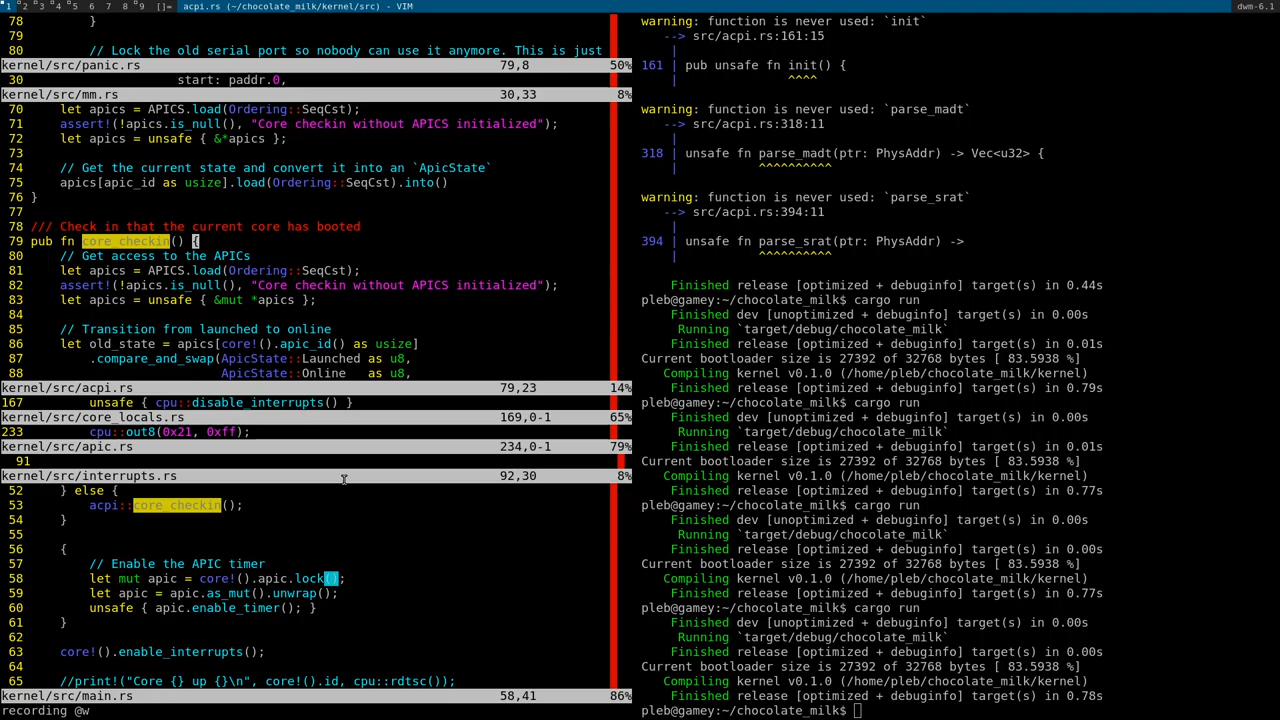 1 2 3 4 5 6 7 8 9 []= acpi.rs (~/chocolate_milk/kernel/src) - VIM dwm-6.1
78         }
79
80         // Lock the old serial port so nobody can use it anymore. This is just
kernel/src/panic.rs 79,8 50%
30                     start: paddr.0,
kernel/src/mm.rs 30,33 8%
70     let apics = APICS.load(Ordering::SeqCst);
71     assert!(!apics.is_null(), "Core checkin without APICS initialized");
72     let apics = unsafe { &*apics };
73
74     // Get the current state and convert it into an `ApicState`
75     apics[apic_id as usize].load(Ordering::SeqCst).into()
76 }
77
78 /// Check in that the current core has booted
79 pub fn core_checkin() {
80     // Get access to the APICs
81     let apics = APICS.load(Ordering::SeqCst);
82     assert!(!apics.is_null(), "Core checkin without APICS initialized");
83     let apics = unsafe { &mut *apics };
84
85     // Transition from launched to online
86     let old_state = apics[core!().apic_id() as usize]
87         .compare_and_swap(ApicState::Launched as u8,
88                           ApicState::Online   as u8,
kernel/src/acpi.rs 79,23 14%
167         unsafe { cpu::disable_interrupts() }
kernel/src/core_locals.rs 169,0-1 65%
233         cpu::out8(0x21, 0xff);
kernel/src/apic.rs 234,0-1 79%
91
kernel/src/interrupts.rs 92,30 8%
52     } else {
53         acpi::core_checkin();
54     }
55
56     {
57         // Enable the APIC timer
58         let mut apic = core!().apic.lock();
59         let apic = apic.as_mut().unwrap();
60         unsafe { apic.enable_timer(); }
61     }
62
63     core!().enable_interrupts();
64
65     //print!("Core {} up {}\n", core!().id, cpu::rdtsc());
kernel/src/main.rs 58,41 86%
recording @w
warning: function is never used: `init`
   --> src/acpi.rs:161:15
    |
161 | pub unsafe fn init() {
    |               ^^^^
warning: function is never used: `parse_madt`
   --> src/acpi.rs:318:11
    |
318 | unsafe fn parse_madt(ptr: PhysAddr) -> Vec<u32> {
    |           ^^^^^^^^^^
warning: function is never used: `parse_srat`
   --> src/acpi.rs:394:11
    |
394 | unsafe fn parse_srat(ptr: PhysAddr) ->
    |           ^^^^^^^^^^
    Finished release [optimized + debuginfo] target(s) in 0.44s
pleb@gamey:~/chocolate_milk$ cargo run
    Finished dev [unoptimized + debuginfo] target(s) in 0.00s
     Running `target/debug/chocolate_milk`
    Finished release [optimized + debuginfo] target(s) in 0.01s
Current bootloader size is 27392 of 32768 bytes [ 83.5938 %]
   Compiling kernel v0.1.0 (/home/pleb/chocolate_milk/kernel)
    Finished release [optimized + debuginfo] target(s) in 0.79s
pleb@gamey:~/chocolate_milk$ cargo run
    Finished dev [unoptimized + debuginfo] target(s) in 0.00s
     Running `target/debug/chocolate_milk`
    Finished release [optimized + debuginfo] target(s) in 0.01s
Current bootloader size is 27392 of 32768 bytes [ 83.5938 %]
   Compiling kernel v0.1.0 (/home/pleb/chocolate_milk/kernel)
    Finished release [optimized + debuginfo] target(s) in 0.77s
pleb@gamey:~/chocolate_milk$ cargo run
    Finished dev [unoptimized + debuginfo] target(s) in 0.00s
     Running `target/debug/chocolate_milk`
    Finished release [optimized + debuginfo] target(s) in 0.00s
Current bootloader size is 27392 of 32768 bytes [ 83.5938 %]
   Compiling kernel v0.1.0 (/home/pleb/chocolate_milk/kernel)
    Finished release [optimized + debuginfo] target(s) in 0.77s
pleb@gamey:~/chocolate_milk$ cargo run
    Finished dev [unoptimized + debuginfo] target(s) in 0.00s
     Running `target/debug/chocolate_milk`
    Finished release [optimized + debuginfo] target(s) in 0.00s
Current bootloader size is 27392 of 32768 bytes [ 83.5938 %]
   Compiling kernel v0.1.0 (/home/pleb/chocolate_milk/kernel)
    Finished release [optimized + debuginfo] target(s) in 0.78s
pleb@gamey:~/chocolate_milk$